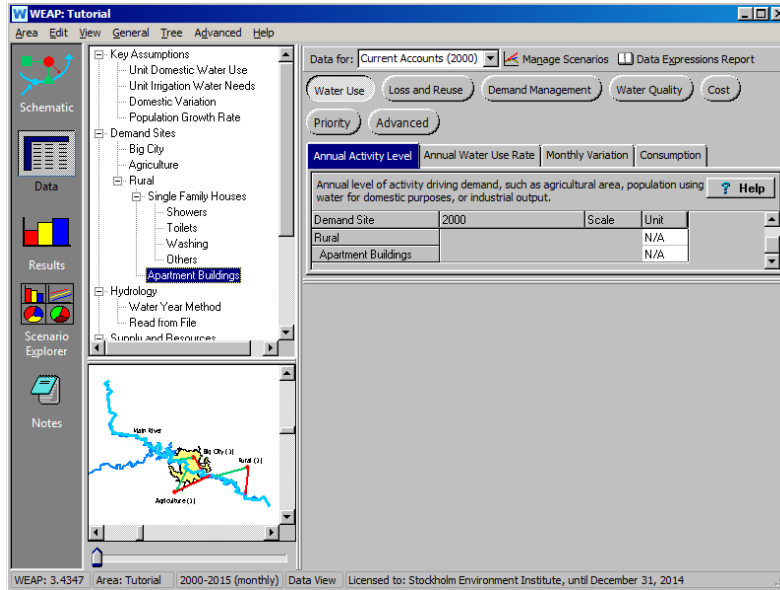 WEAP: Tutorial
Area Edit View General Tree Advanced Help
Schematic
Data
Results
Scenario
Explorer
Notes
Key Assumptions
Unit Domestic Water Use
Unit Irrigation Water Needs
Domestic Variation
Population Growth Rate
Demand Sites
Big City
Agriculture
Rural
Single Family Houses
Showers
Toilets
Washing
Others
Apartment Buildings
Hydrology
Water Year Method
Read from File
Supply and Resources
Main River
Big City (1)
Rural (1)
Agriculture (1)
Data for: Current Accounts (2000) Manage Scenarios Data Expressions Report
Water Use Loss and Reuse Demand Management Water Quality Cost
Priority Advanced
Annual Activity Level Annual Water Use Rate Monthly Variation Consumption
Annual level of activity driving demand, such as agricultural area, population using
water for domestic purposes, or industrial output.
? Help
Demand Site 2000 Scale Unit
Rural N/A
Apartment Buildings N/A
WEAP: 3.4347 Area: Tutorial 2000-2015 (monthly) Data View Licensed to: Stockholm Environment Institute, until December 31, 2014